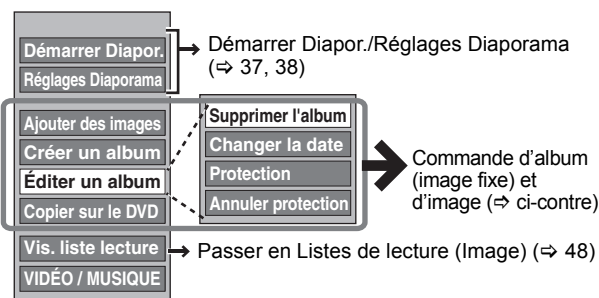 Démarrer Diapor.
Réglages Diaporama
Démarrer Diapor./Réglages Diaporama
(⇨ 37, 38)
Ajouter des images
Créer un album
Éditer un album
Copier sur le DVD
Supprimer l'album
Changer la date
Protection
Annuler protection
Commande d'album
(image fixe) et
d'image (⇨ ci-contre)
Vis. liste lecture
Passer en Listes de lecture (Image) (⇨ 48)
VIDÉO / MUSIQUE